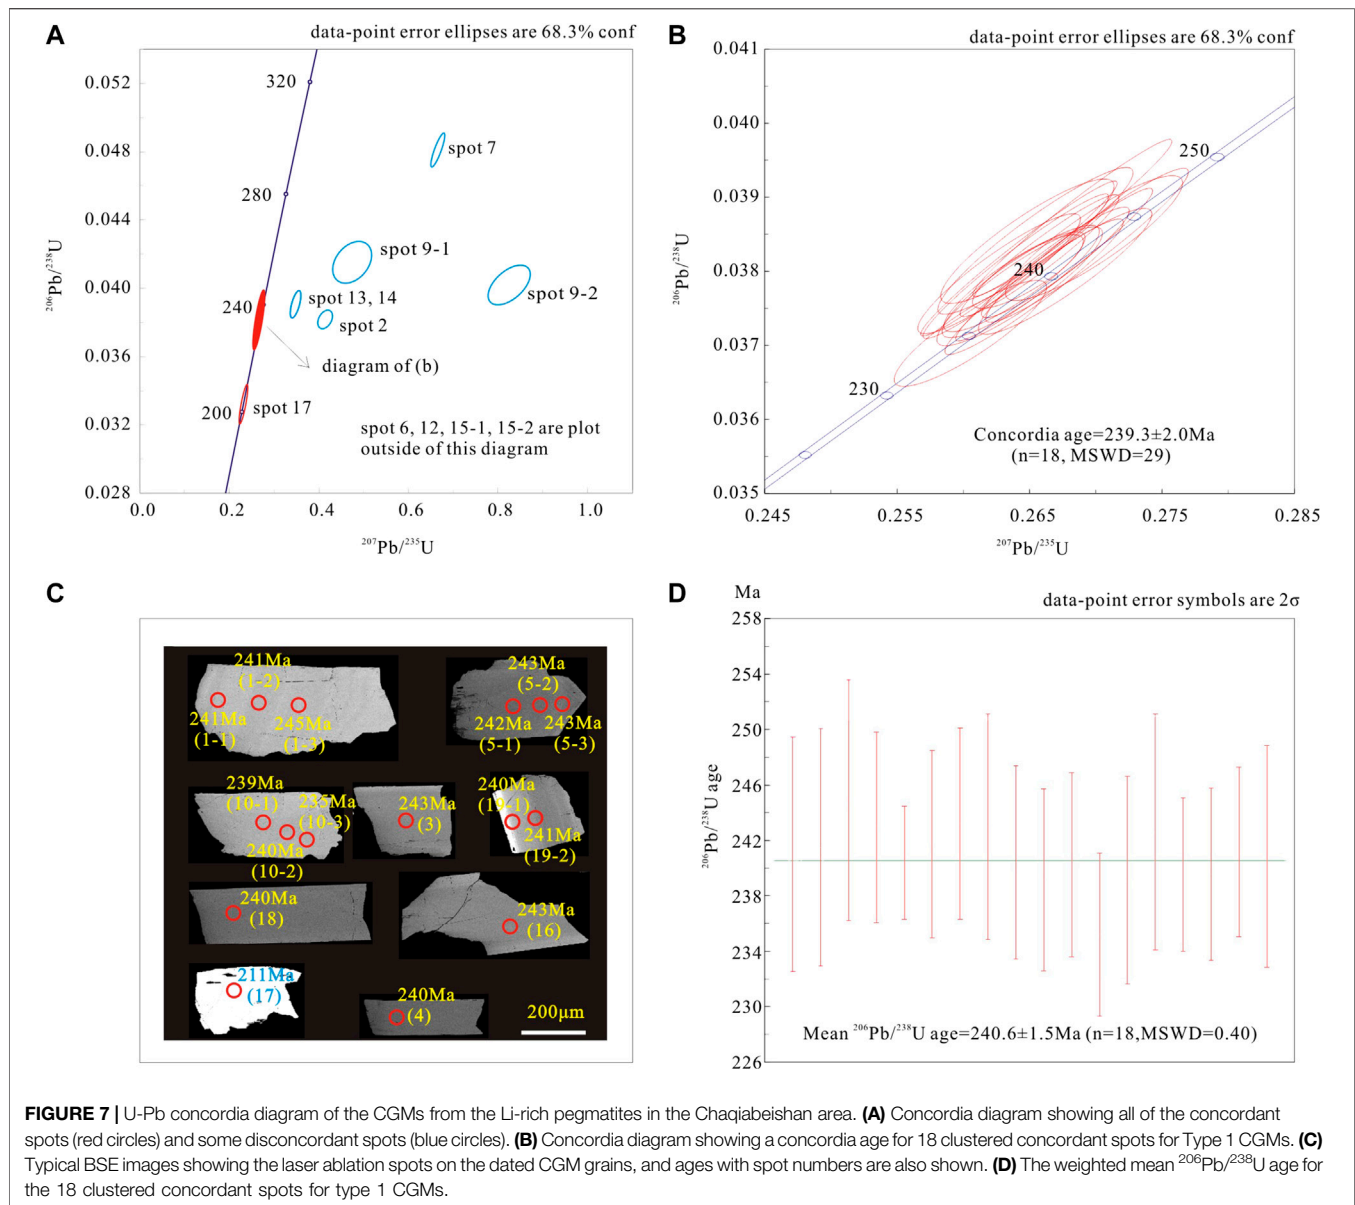 A
data-point error ellipses are 68.3% conf
0.052
0.048
0.044
0.040
0.036
0.032
0.028
206Pb/238U
320
280
240
200
spot 7
spot 9-1
spot 9-2
spot 13, 14
spot 2
diagram of (b)
spot 17
spot 6, 12, 15-1, 15-2 are plot
outside of this diagram
0.0 0.2 0.4 0.6 0.8 1.0
207Pb/235U
B
data-point error ellipses are 68.3% conf
0.041
0.040
0.039
0.038
0.037
0.036
0.035
206Pb/238U
250
240
230
Concordia age=239.3±2.0Ma
(n=18, MSWD=29)
0.245 0.255 0.265 0.275 0.285
207Pb/235U
C
241Ma
(1-2)
241Ma
(1-1)
245Ma
(1-3)
243Ma
(5-2)
242Ma
(5-1)
243Ma
(5-3)
239Ma
(10-1)
235Ma
(10-3)
240Ma
(10-2)
243Ma
(3)
240Ma
(19-1)
241Ma
(19-2)
240Ma
(18)
243Ma
(16)
211Ma
(17)
240Ma
(4)
200μm
D
Ma
data-point error symbols are 2σ
258
254
250
246
242
238
234
230
226
206Pb/238U age
Mean 206Pb/238U age=240.6±1.5Ma (n=18,MSWD=0.40)
FIGURE 7 | U-Pb concordia diagram of the CGMs from the Li-rich pegmatites in the Chaqiabeishan area. (A) Concordia diagram showing all of the concordant
spots (red circles) and some disconcordant spots (blue circles). (B) Concordia diagram showing a concordia age for 18 clustered concordant spots for Type 1 CGMs. (C)
Typical BSE images showing the laser ablation spots on the dated CGM grains, and ages with spot numbers are also shown. (D) The weighted mean 206Pb/238U age for
the 18 clustered concordant spots for type 1 CGMs.